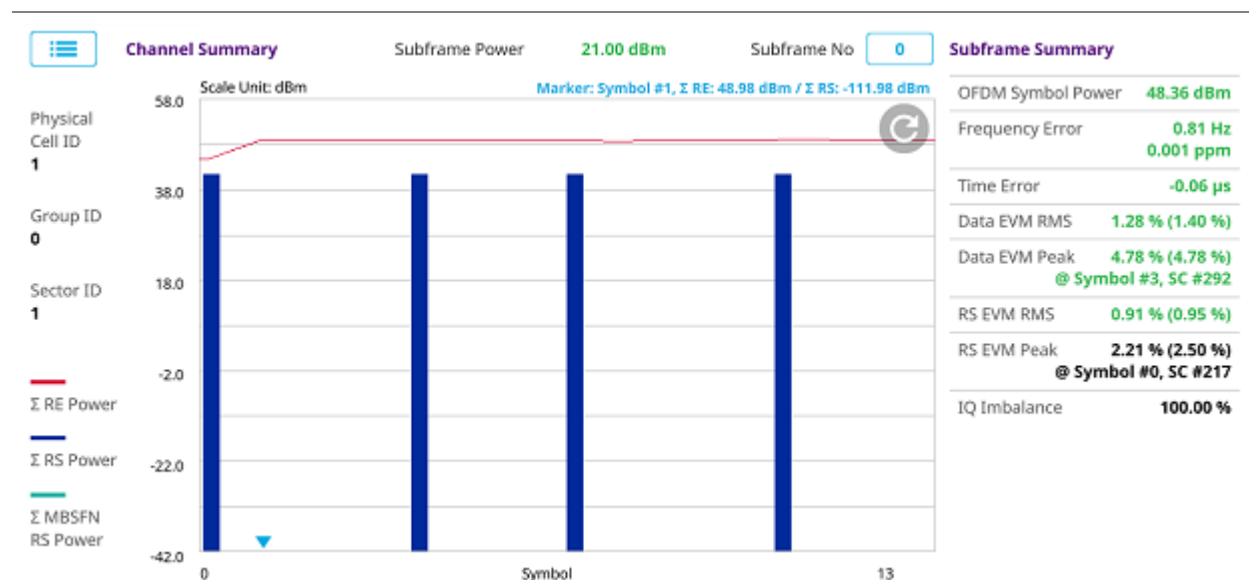 Channel Summary
Subframe Power
21.00 dBm
Subframe No
0
Subframe Summary
Physical
Cell ID
1
Group ID
0
Sector ID
1
Σ RE Power
Σ RS Power
Σ MBSFN
RS Power
Scale Unit: dBm
Marker: Symbol #1, Σ RE: 48.98 dBm / Σ RS: -111.98 dBm
58.0
38.0
18.0
-2.0
-22.0
-42.0
0
Symbol
13
OFDM Symbol Power 48.36 dBm
Frequency Error 0.81 Hz
0.001 ppm
Time Error -0.06 µs
Data EVM RMS 1.28 % (1.40 %)
Data EVM Peak 4.78 % (4.78 %)
@ Symbol #3, SC #292
RS EVM RMS 0.91 % (0.95 %)
RS EVM Peak 2.21 % (2.50 %)
@ Symbol #0, SC #217
IQ Imbalance 100.00 %